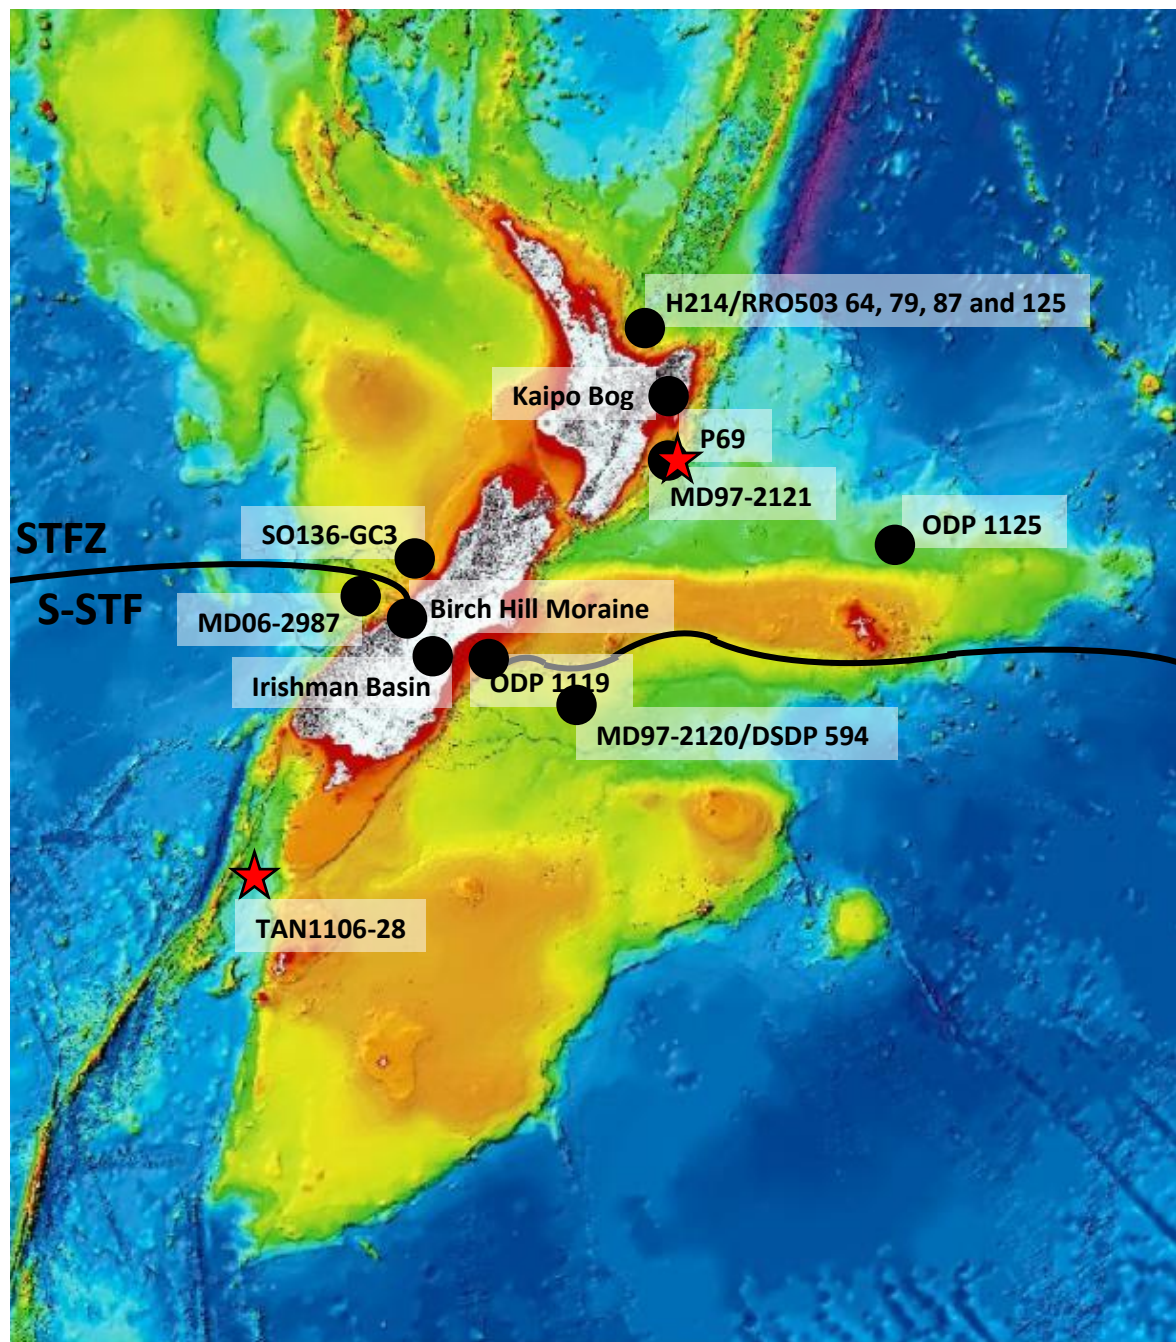 H214/RRO503 64, 79, 87 and 125
Kaipo Bog
P69
MD97-2121
ODP 1125
STFZ
SO136-GC3
S-STF
MD06-2987
Birch Hill Moraine
Irishman Basin
ODP 1119
MD97-2120/DSDP 594
TAN1106-28